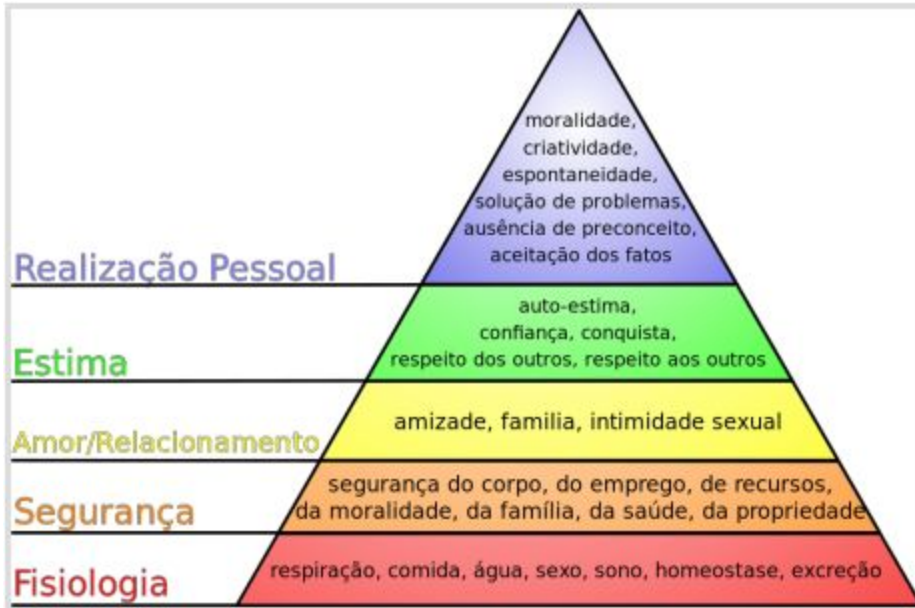 moralidade,
criatividade,
espontaneidade,
solução de problemas,
ausência de preconceito,
aceitação dos fatos
Realização Pessoal
auto-estima,
confiança, conquista,
respeito dos outros, respeito aos outros
Estima
amizade, familia, intimidade sexual
Amor/Relacionamento
segurança do corpo, do emprego, de recursos,
da moralidade, da família, da saúde, da propriedade
Segurança
respiração, comida, água, sexo, sono, homeostase, excreção
Fisiologia